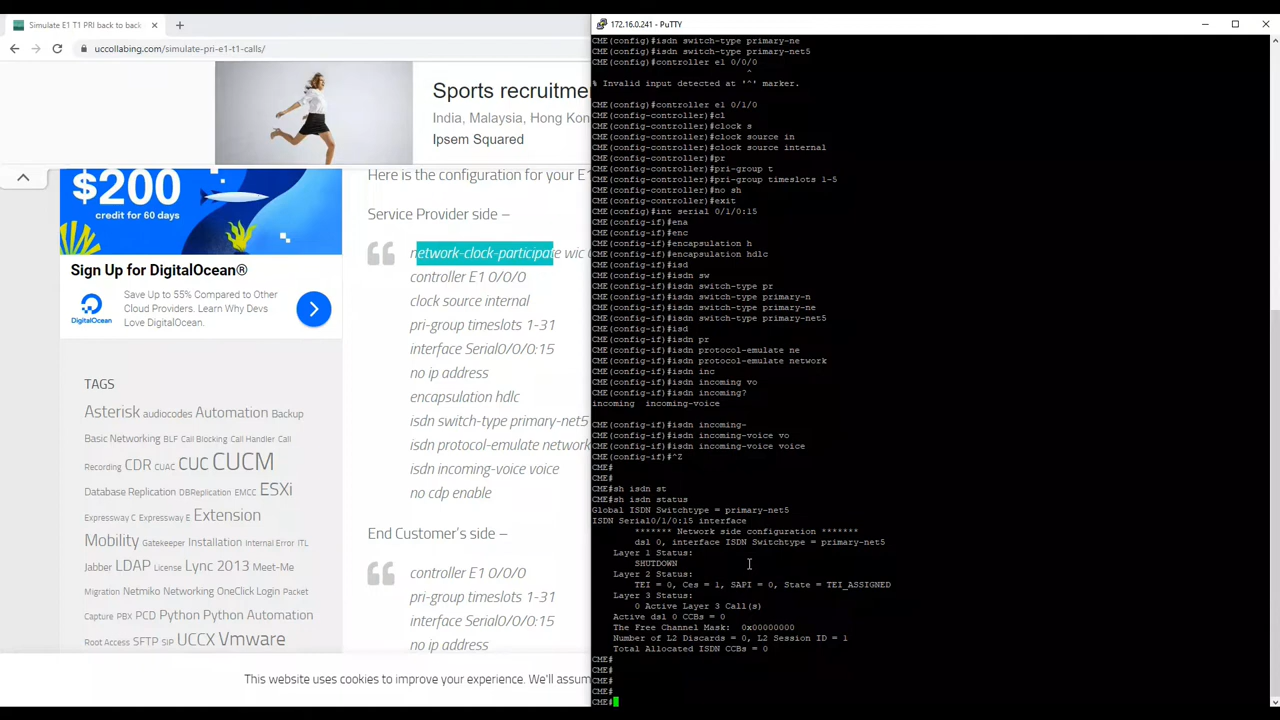 Simulate E1 T1 PRI back to back
uccollabing.com/simulate-pri-e1-t1-calls/
Sports recruitme
India, Malaysia, Hong Kon
Ipsem Squared
$200
credit for 60 days
Sign Up for DigitalOcean®
DigitalOcean
Save Up to 55% Compared to Other
Cloud Providers. Learn Why Devs
Love DigitalOcean.
TAGS
Asterisk audiocodes Automation Backup
Basic Networking BLF Call Blocking Call Handler Call
Recording CDR CUAC CUC CUCM
Database Replication DBReplication EMCC ESXi
Expressway C Expressway E Extension
Mobility Gatekeeper Installation Internal Error ITL
Jabber LDAP License Lync 2013 Meet-Me
Migration Netmiko Networking OneClick Login Packet
Capture PBX PCD Python Python Automation
Root Access SFTP SIP UCCX Vmware
Here is the configuration for your E
Service Provider side –
network-clock-participate wic
controller E1 0/0/0
clock source internal
pri-group timeslots 1-31
interface Serial0/0/0:15
no ip address
encapsulation hdlc
isdn switch-type primary-net5
isdn protocol-emulate network
isdn incoming-voice voice
no cdp enable
End Customer's side –
controller E1 0/0/0
pri-group timeslots 1-31
interface Serial0/0/0:15
no ip address
This website uses cookies to improve your experience. We'll assum
172.16.0.241 - PuTTY
CME(config)#isdn switch-type primary-ne
CME(config)#isdn switch-type primary-net5
CME(config)#controller e1 0/0/0
^
% Invalid input detected at '^' marker.
CME(config)#controller e1 0/1/0
CME(config-controller)#cl
CME(config-controller)#clock s
CME(config-controller)#clock source in
CME(config-controller)#clock source internal
CME(config-controller)#pr
CME(config-controller)#pri-group t
CME(config-controller)#pri-group timeslots 1-5
CME(config-controller)#no sh
CME(config-controller)#exit
CME(config)#int serial 0/1/0:15
CME(config-if)#ena
CME(config-if)#enc
CME(config-if)#encapsulation h
CME(config-if)#encapsulation hdlc
CME(config-if)#isd
CME(config-if)#isdn sw
CME(config-if)#isdn switch-type pr
CME(config-if)#isdn switch-type primary-n
CME(config-if)#isdn switch-type primary-ne
CME(config-if)#isdn switch-type primary-net5
CME(config-if)#isd
CME(config-if)#isdn pr
CME(config-if)#isdn protocol-emulate ne
CME(config-if)#isdn protocol-emulate network
CME(config-if)#isdn inc
CME(config-if)#isdn incoming vo
CME(config-if)#isdn incoming?
incoming incoming-voice
CME(config-if)#isdn incoming-
CME(config-if)#isdn incoming-voice vo
CME(config-if)#isdn incoming-voice voice
CME(config-if)#^Z
CME#
CME#
CME#sh isdn st
CME#sh isdn status
Global ISDN Switchtype = primary-net5
ISDN Serial0/1/0:15 interface
******* Network side configuration *******
dsl 0, interface ISDN Switchtype = primary-net5
Layer 1 Status:
SHUTDOWN
Layer 2 Status:
TEI = 0, Ces = 1, SAPI = 0, State = TEI_ASSIGNED
Layer 3 Status:
0 Active Layer 3 Call(s)
Active dsl 0 CCBs = 0
The Free Channel Mask: 0x00000000
Number of L2 Discards = 0, L2 Session ID = 1
Total Allocated ISDN CCBs = 0
CME#
CME#
CME#
CME#
CME#